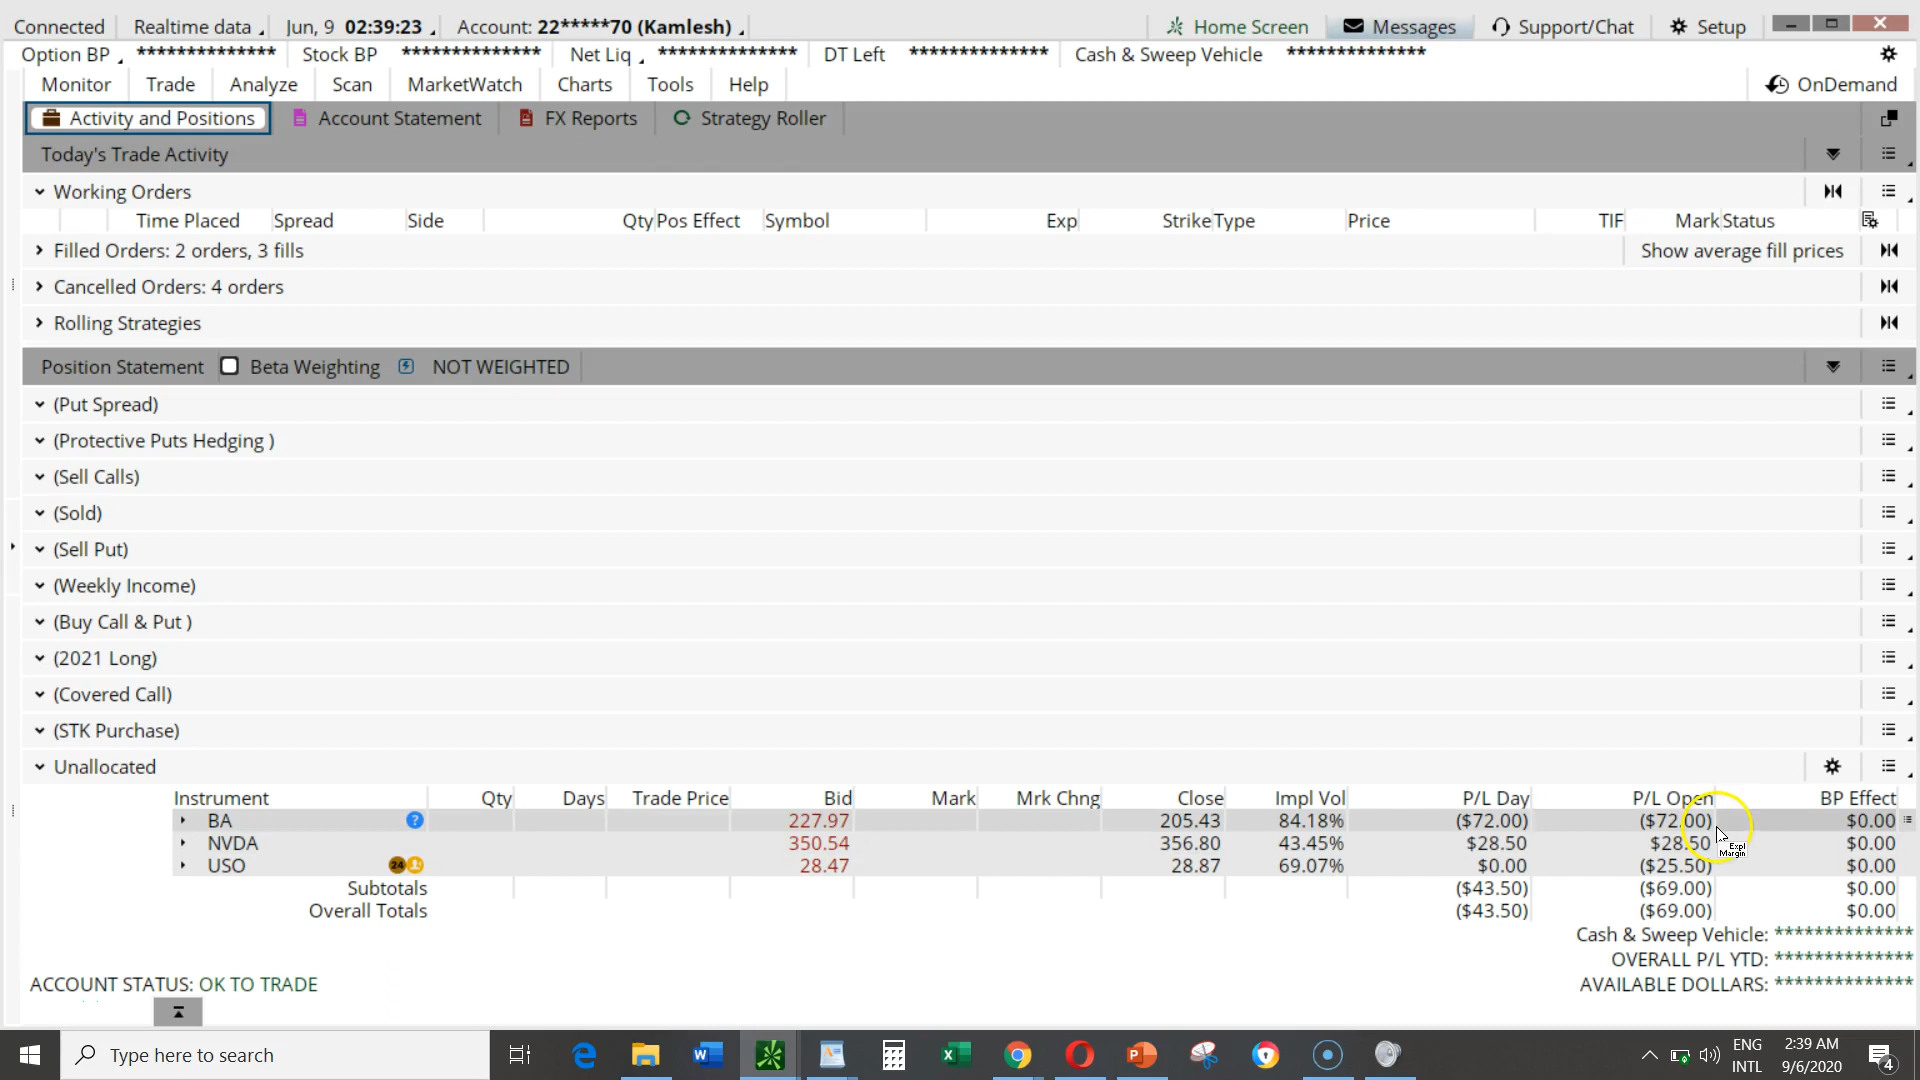 Connected Realtime data Jun, 9 02:39:23 Account: 22*****70 (Kamlesh) Home Screen Messages Support/Chat Setup
Option BP ************** Stock BP ************** Net Liq ************** DT Left ************** Cash & Sweep Vehicle **************
Monitor Trade Analyze Scan MarketWatch Charts Tools Help OnDemand
Activity and Positions Account Statement FX Reports Strategy Roller
Today's Trade Activity
Working Orders
Time Placed Spread Side Qty Pos Effect Symbol Exp Strike Type Price TIF Mark Status
Filled Orders: 2 orders, 3 fills Show average fill prices
Cancelled Orders: 4 orders
Rolling Strategies
Position Statement Beta Weighting NOT WEIGHTED
(Put Spread)
(Protective Puts Hedging )
(Sell Calls)
(Sold)
(Sell Put)
(Weekly Income)
(Buy Call & Put )
(2021 Long)
(Covered Call)
(STK Purchase)
Unallocated
Instrument Qty Days Trade Price Bid Mark Mrk Chng Close Impl Vol P/L Day P/L Open BP Effect
BA ? 227.97 205.43 84.18% ($72.00) ($72.00) $0.00
NVDA 350.54 356.80 43.45% $28.50 $28.50 $0.00
Expl
Margin
USO 24 28.47 28.87 69.07% $0.00 ($25.50) $0.00
Subtotals ($43.50) ($69.00) $0.00
Overall Totals ($43.50) ($69.00) $0.00
Cash & Sweep Vehicle: **************
OVERALL P/L YTD: **************
ACCOUNT STATUS: OK TO TRADE AVAILABLE DOLLARS: **************
Type here to search
ENG
INTL
2:39 AM
9/6/2020
4